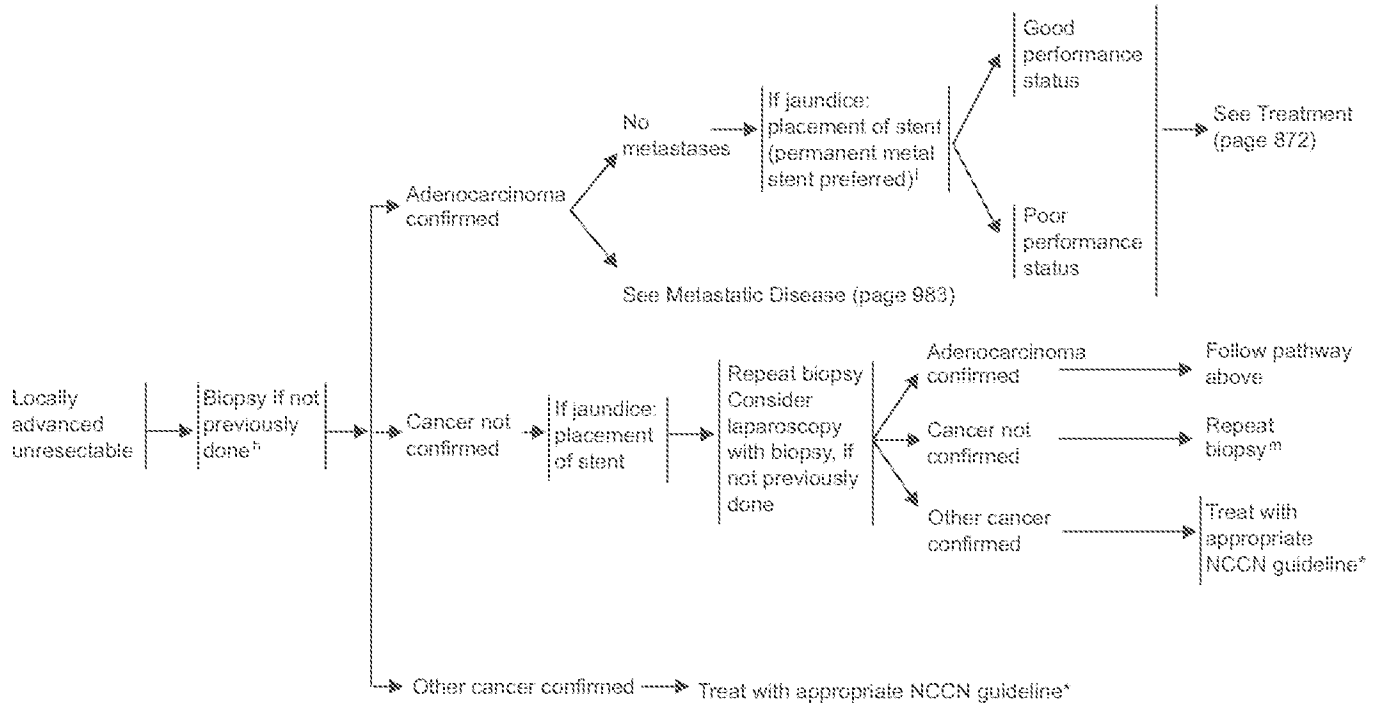 Good
performance
status
No
metastases
If jaundice:
placement of stent
(permanent metal
stent preferred)
See Treatment
(page 872)
Adenocarcinoma
confirmed
Poor
performance
status
See Metastatic Disease (page 983)
Locally
advanced
unresectable
Biopsy if not
previously
done
Cancer not
confirmed
If jaundice:
placement
of stent
Repeat biopsy
Consider
laparoscopy
with biopsy, if
not previously
done
Adenocarcinoma
confirmed
Follow pathway
above
Cancer not
confirmed
Repeat
biopsym
Other cancer
confirmed
Treat with
appropriate
NCCN guideline*
Other cancer confirmed
Treat with appropriate NCCN guideline*